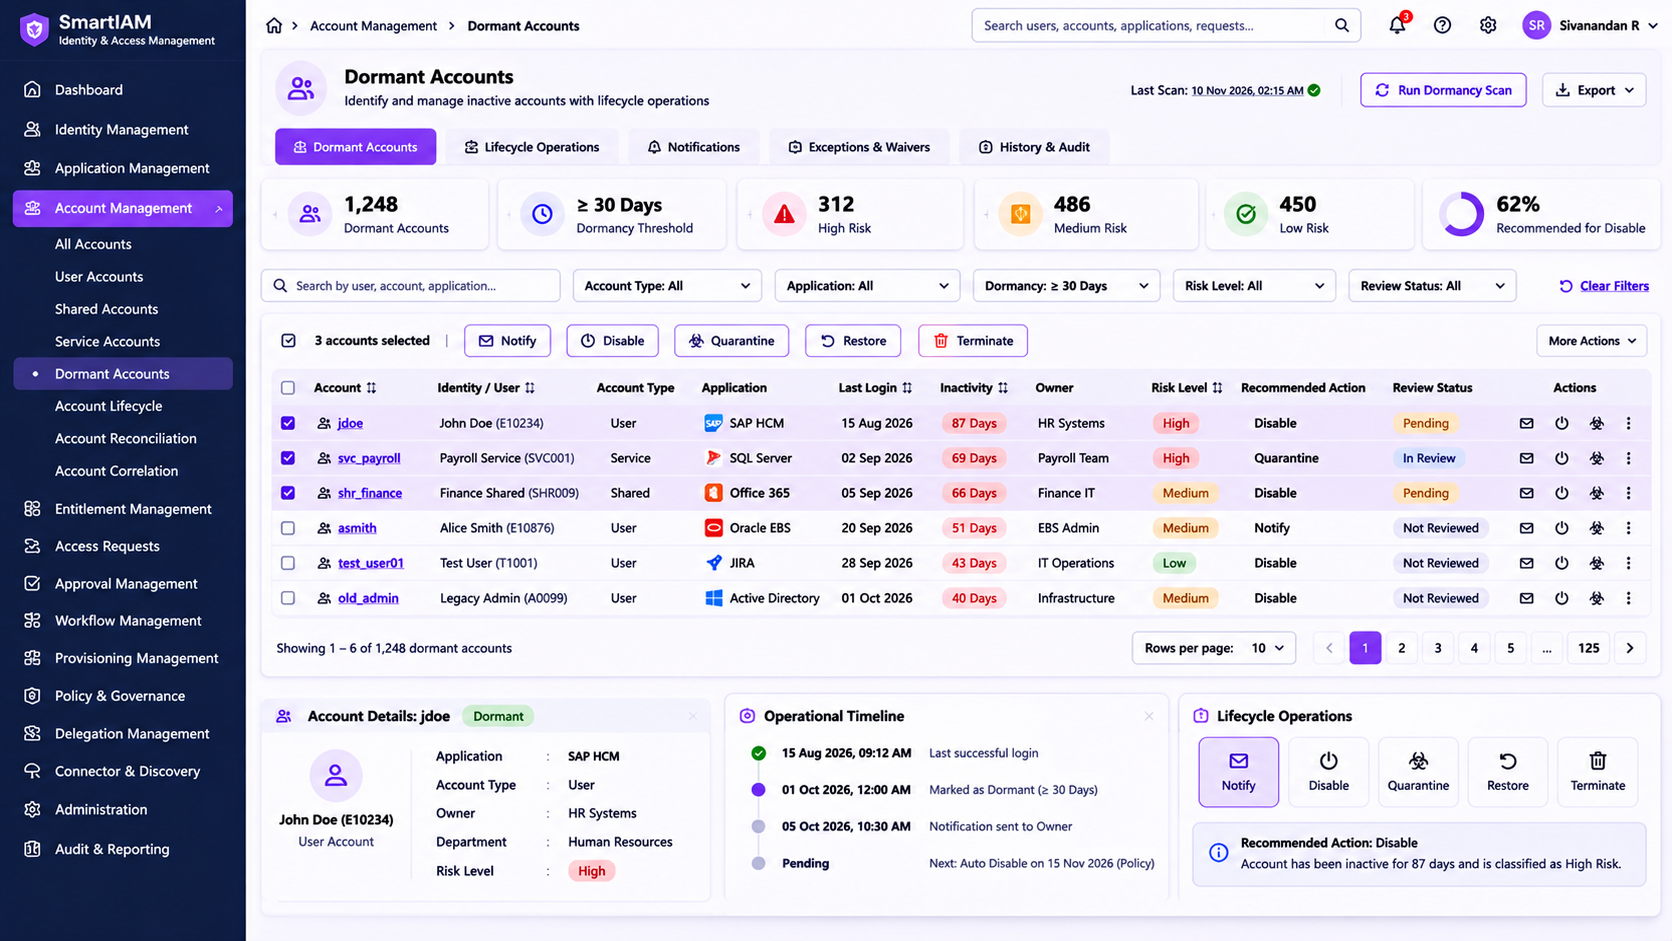 SmartIAM
Identity & Access Management
Dashboard
Identity Management
Application Management
Account Management
All Accounts
User Accounts
Shared Accounts
Service Accounts
Dormant Accounts
Account Lifecycle
Account Reconciliation
Account Correlation
Entitlement Management
Access Requests
Approval Management
Workflow Management
Provisioning Management
Policy & Governance
Delegation Management
Connector & Discovery
Administration
Audit & Reporting
Account Management > Dormant Accounts
Search users, accounts, applications, requests...
3
SR Sivanandan R
Dormant Accounts
Identify and manage inactive accounts with lifecycle operations
Last Scan: 10 Nov 2026, 02:15 AM
Run Dormancy Scan
Export
Dormant Accounts Lifecycle Operations Notifications Exceptions & Waivers History & Audit
1,248
Dormant Accounts
≥ 30 Days
Dormancy Threshold
312
High Risk
486
Medium Risk
450
Low Risk
62%
Recommended for Disable
Search by user, account, application...
Account Type: All
Application: All
Dormancy: ≥ 30 Days
Risk Level: All
Review Status: All
Clear Filters
3 accounts selected | Notify Disable Quarantine Restore Terminate More Actions
Account Identity / User Account Type Application Last Login Inactivity Owner Risk Level Recommended Action Review Status Actions
jdoe John Doe (E10234) User SAP SAP HCM 15 Aug 2026 87 Days HR Systems High Disable Pending
svc_payroll Payroll Service (SVC001) Service SQL Server 02 Sep 2026 69 Days Payroll Team High Quarantine In Review
shr_finance Finance Shared (SHR009) Shared Office 365 05 Sep 2026 66 Days Finance IT Medium Disable Pending
asmith Alice Smith (E10876) User Oracle EBS 20 Sep 2026 51 Days EBS Admin Medium Notify Not Reviewed
test_user01 Test User (T1001) User JIRA 28 Sep 2026 43 Days IT Operations Low Disable Not Reviewed
old_admin Legacy Admin (A0099) User Active Directory 01 Oct 2026 40 Days Infrastructure Medium Disable Not Reviewed
Showing 1 – 6 of 1,248 dormant accounts
Rows per page: 10
< 1 2 3 4 5 ... 125 >
Account Details: jdoe Dormant
John Doe (E10234)
User Account
Application : SAP HCM
Account Type : User
Owner : HR Systems
Department : Human Resources
Risk Level : High
Operational Timeline
15 Aug 2026, 09:12 AM Last successful login
01 Oct 2026, 12:00 AM Marked as Dormant (≥ 30 Days)
05 Oct 2026, 10:30 AM Notification sent to Owner
Pending Next: Auto Disable on 15 Nov 2026 (Policy)
Lifecycle Operations
Notify Disable Quarantine Restore Terminate
Recommended Action: Disable
Account has been inactive for 87 days and is classified as High Risk.